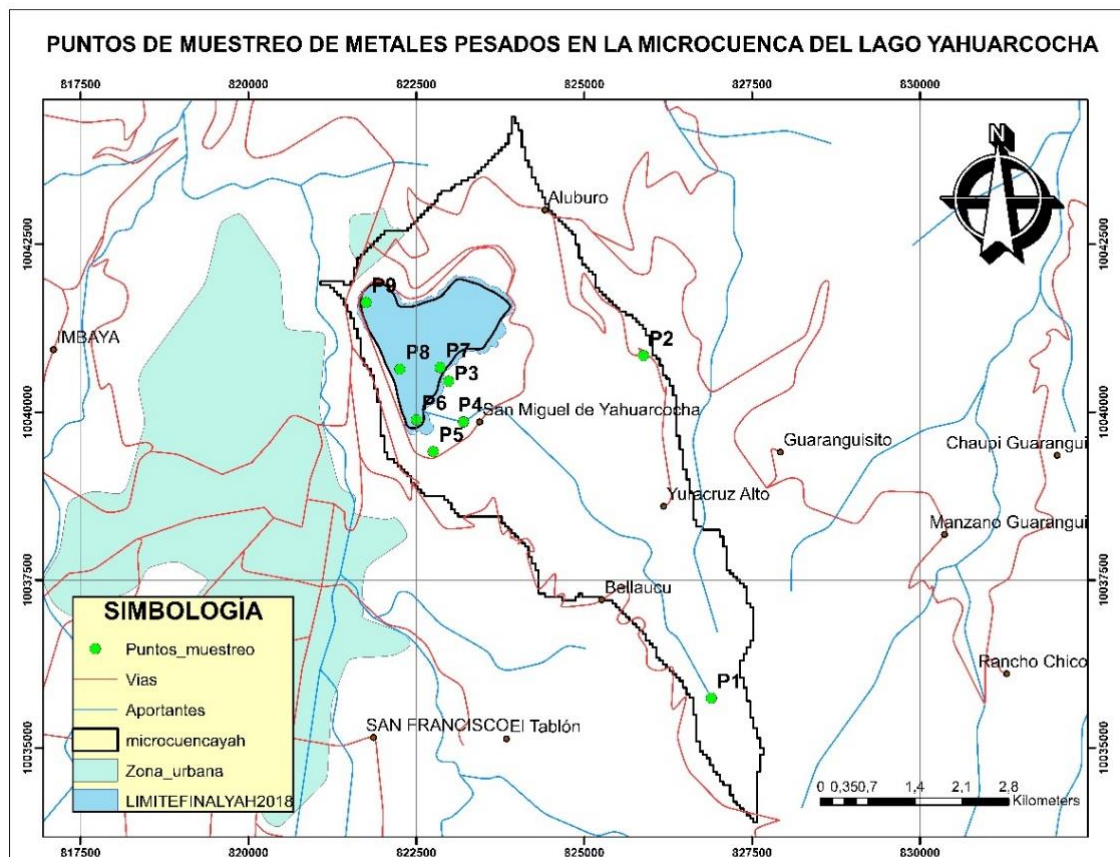 PUNTOS DE MUESTREO DE METALES PESADOS EN LA MICROCUENCA DEL LAGO YAHUARCOCHA
817500 820000 822500 825000 827500 830000
N
10042500 10042500
Aluburo
P9
IMBAYA
P2
P8 P7
P3
10040000 10040000
P6 P4
San Miguel de Yahuarcocha
P5
Guaranguisito
Chaupi Guarangui
Yuracruz Alto
Manzano Guarangui
10037500 10037500
Bellaucu
SIMBOLOGÍA
Puntos_muestreo
Vias
Aportantes
microcuencayah
Zona_urbana
LIMITEFINALYAH2018
Rancho Chico
P1
SAN FRANCISCO El Tablón
10035000 10035000
0 0,35 0,7 1,4 2,1 2,8
Kilometers
817500 820000 822500 825000 827500 830000